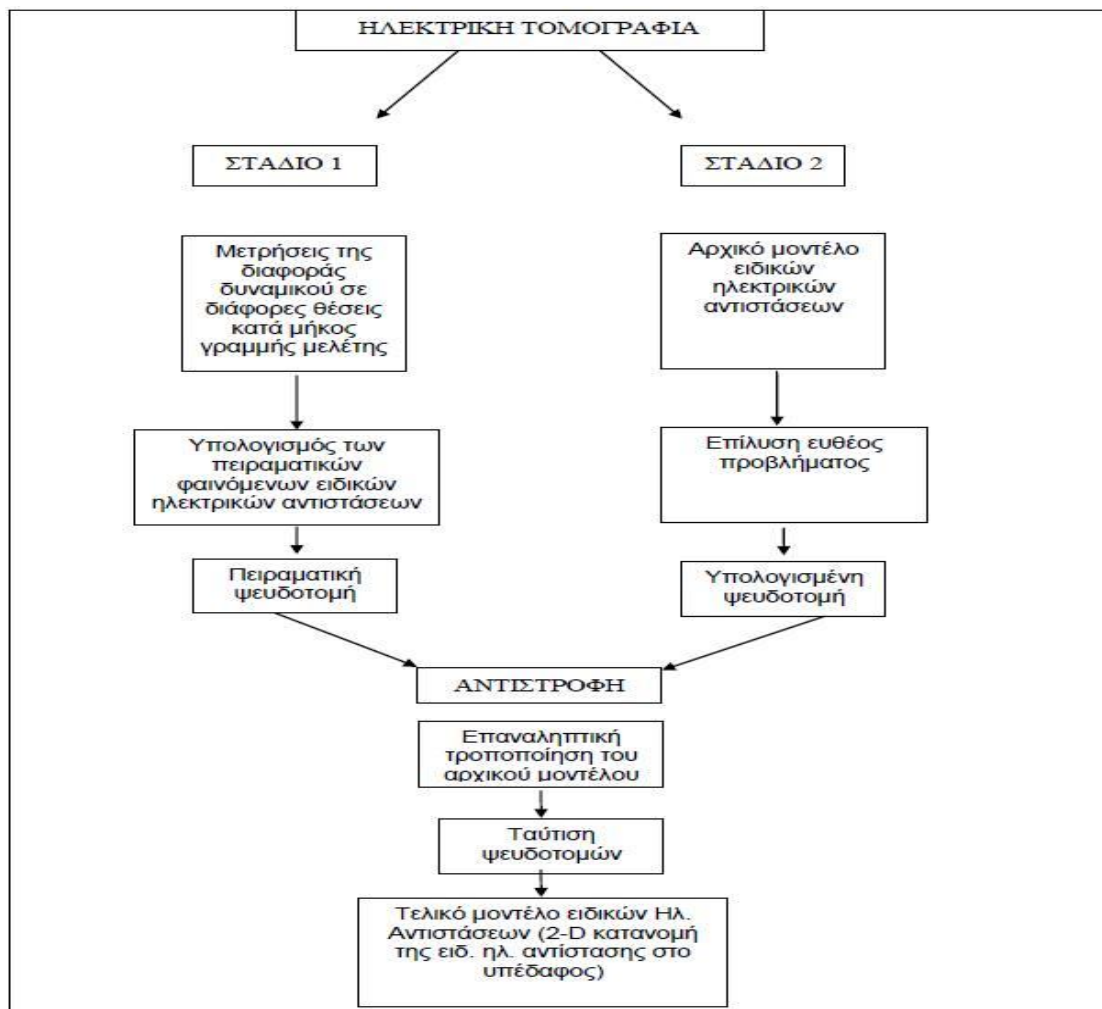 ΗΛΕΚΤΡΙΚΗ ΤΟΜΟΓΡΑΦΙΑ
ΣΤΑΔΙΟ 1
Μετρήσεις της
διαφοράς
δυναμικού σε
διάφορες θέσεις
κατά μήκος
γραμμής μελέτης
Υπολογισμός των
πειραματικών
φαινόμενων ειδικών
ηλεκτρικών αντιστάσεων
Πειραματική
ψευδοτομή
ΣΤΑΔΙΟ 2
Αρχικό μοντέλο
ειδικών
ηλεκτρικών
αντιστάσεων
Επίλυση ευθέος
προβλήματος
Υπολογισμένη
ψευδοτομή
ΑΝΤΙΣΤΡΟΦΗ
Επαναληπτική
τροποποίηση του
αρχικού μοντέλου
Ταύτιση
ψευδοτομών
Τελικό μοντέλο ειδικών Ηλ.
Αντιστάσεων (2-D κατανομή
της ειδ. ηλ. αντίστασης στο
υπέδαφος)